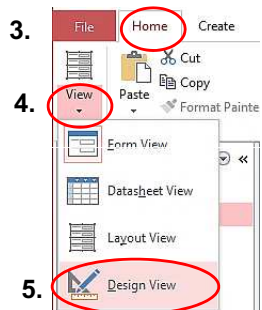 3. File Home Create
Cut
Copy
4. View Paste Format Painte
Form View
«
Datasheet View
Layout View
5. Design View